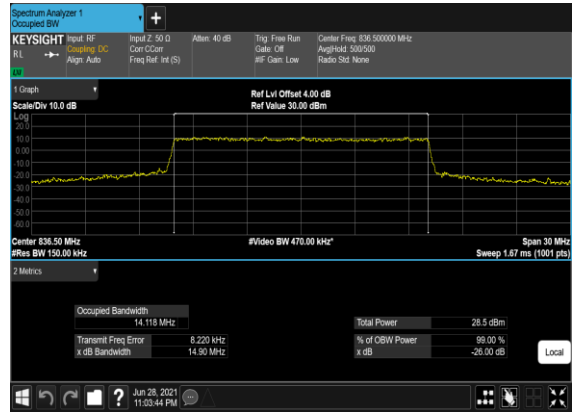 Spectrum Analyzer 1
Occupied BW
+
KEYSIGHT Input: RF Input Z: 50 Ω Atten: 40 dB Trig: Free Run Center Freq: 836.500000 MHz
RL Coupling: DC Corr CCorr Gate: Off Avg|Hold: 500/500
Align: Auto Freq Ref: Int (S) #IF Gain: Low Radio Std: None
LW
1 Graph
Ref Lvl Offset 4.00 dB
Scale/Div 10.0 dB Ref Value 30.00 dBm
Log
20.0
10.0
0.00
-10.0
-20.0
-30.0
-40.0
-50.0
-60.0
Center 836.50 MHz #Video BW 470.00 kHz* Span 30 MHz
#Res BW 150.00 kHz Sweep 1.67 ms (1001 pts)
2 Metrics
Occupied Bandwidth
14.118 MHz Total Power 28.5 dBm
Transmit Freq Error 8.220 kHz % of OBW Power 99.00 %
x dB Bandwidth 14.90 MHz x dB -26.00 dB
Local
? Jun 28, 2021
11:03:44 PM